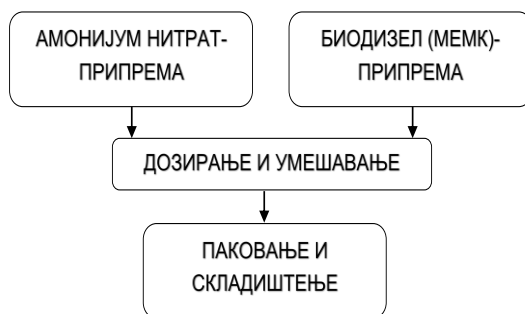 АМОНИЈУМ НИТРАТ-
ПРИПРЕМА
БИОДИЗЕЛ (МЕМК)-
ПРИПРЕМА
ДОЗИРАЊЕ И УМЕШАВАЊЕ
ПАКОВАЊЕ И
СКЛАДИШТЕЊЕ